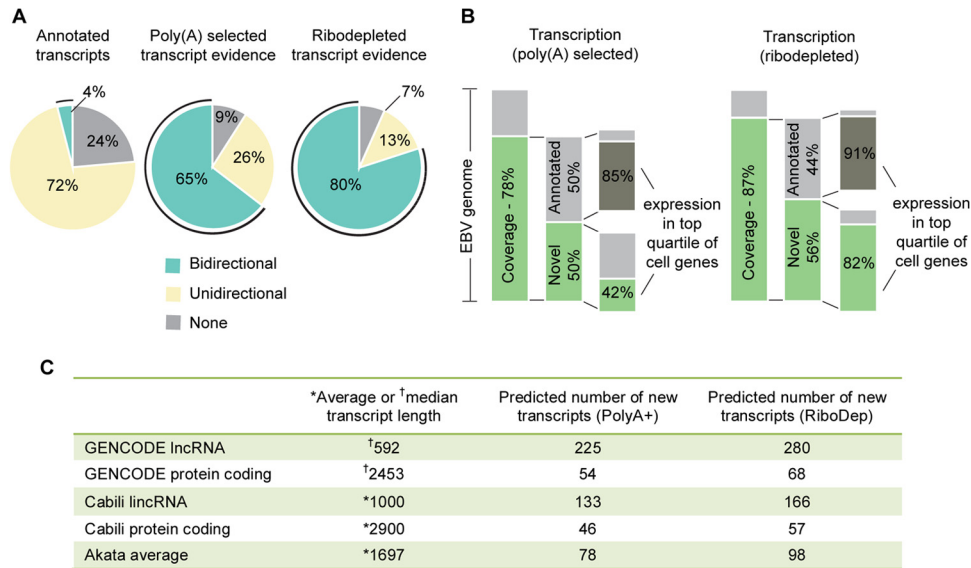 A
Annotated
transcripts
Poly(A) selected
transcript evidence
Ribodepleted
transcript evidence
4%
24%
72%
9%
26%
65%
7%
13%
80%
Bidirectional
Unidirectional
None
B
Transcription
(poly(A) selected)
Transcription
(ribodepleted)
EBV genome
Coverage - 78%
Annotated
50%
Novel
50%
85%
42%
expression
in top
quartile of
cell genes
Coverage - 87%
Annotated
44%
Novel
56%
91%
82%
expression
in top
quartile of
cell genes
C
*Average or †median
transcript length
Predicted number of new
transcripts (PolyA+)
Predicted number of new
transcripts (RiboDep)
GENCODE lncRNA †592 225 280
GENCODE protein coding †2453 54 68
Cabili lincRNA *1000 133 166
Cabili protein coding *2900 46 57
Akata average *1697 78 98